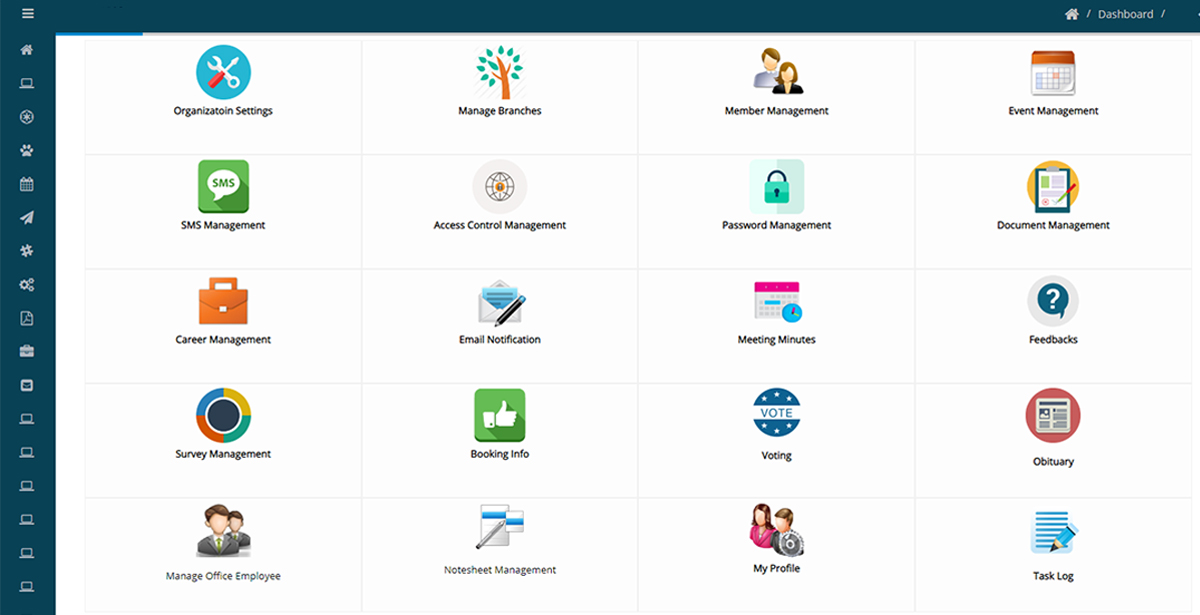 / Dashboard /
Organizatoin Settings
Manage Branches
Member Management
Event Management
SMS
SMS Management
Access Control Management
Password Management
Document Management
Career Management
Email Notification
Meeting Minutes
?
Feedbacks
Survey Management
Booking Info
VOTE
Voting
Obituary
Manage Office Employee
Notesheet Management
My Profile
Task Log